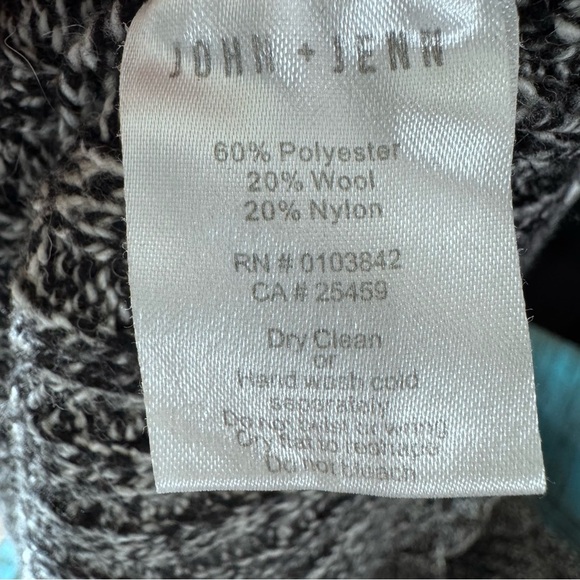 JOHN + JENN
60% Polyester
20% Wool
20% Nylon
RN # 0103842
CA # 25459
Dry Clean
or
Hand wash cold
separately
Do not twist or wring
Dry flat to reshape
Do not bleach